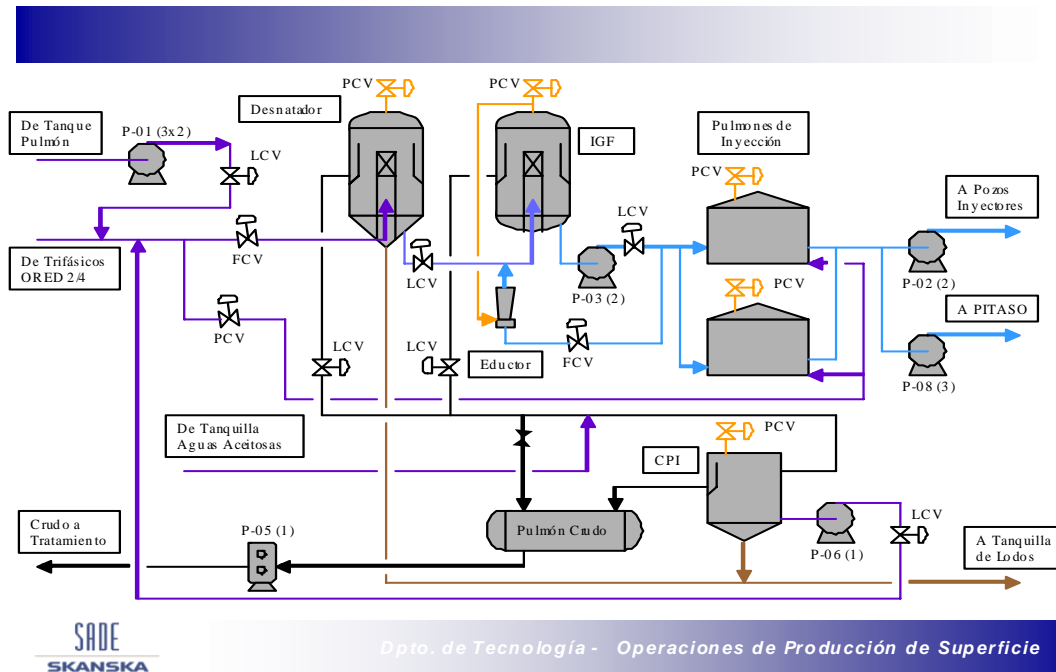 PCV
PCV
Desnatador
De Tanque
Pulmón
P-01 (3x2)
LCV
IGF
Pulmones de
Inyección
PCV
A Pozos
Inyectores
LCV
De Trifásicos
ORED 2/4
FCV
LCV
P-03 (2)
P-02 (2)
PCV
A PITASO
PCV
LCV
LCV
Eductor
FCV
P-08 (3)
De Tanquilla
Aguas Aceitosas
PCV
CPI
Crudo a
Tratamiento
P-05 (1)
Pulmón Crudo
LCV
P-06 (1)
A Tanquilla
de Lodos
SADE
SKANSKA
Dpto. de Tecnología - Operaciones de Producción de Superficie